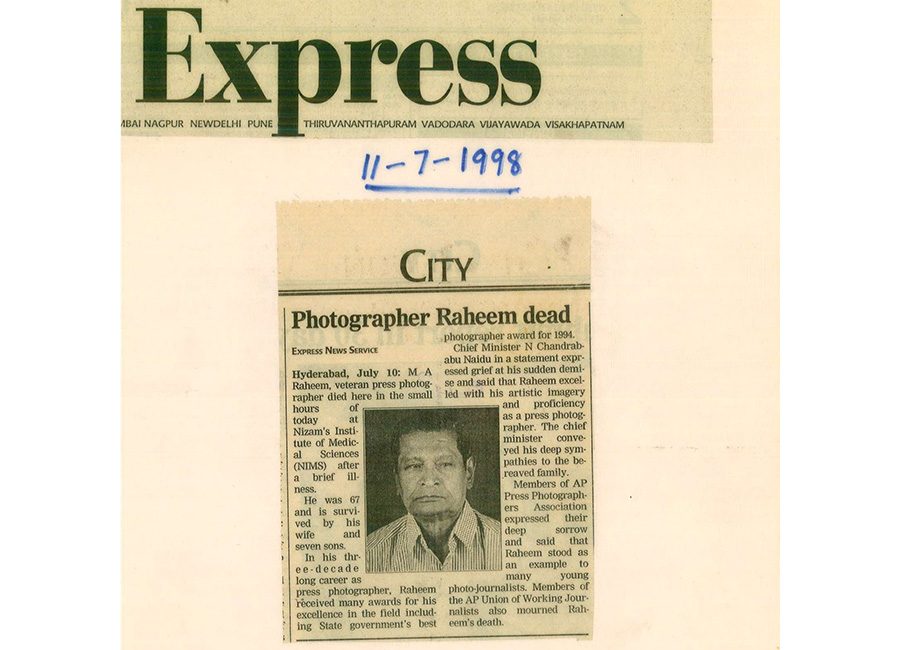 Express
MBAI NAGPUR NEWDELHI PUNE THIRUVANANTHAPURAM VADODARA VIJAYAWADA VISAKHAPATNAM
11-7-1998
CITY
Photographer Raheem dead
EXPRESS NEWS SERVICE
Hyderabad, July 10: M A
Raheem, veteran press photog-
rapher died here in the small
hours of
today at
Nizam's Insti-
tute of Medic-
al Sciences
(NIMS) after
a brief ill-
ness.
He was 67
and is survi-
ved by his
wife and
seven sons.
In his thr-
ee-decade
long career as
press photographer, Raheem
received many awards for his
excellence in the field includ-
ing State government's best
photographer award for 1994.
Chief Minister N Chandrab-
abu Naidu in a statement expr-
essed grief at his sudden demi-
se and said that Raheem excel-
led with his artistic imagery
and proficiency
as a press photog-
rapher. The chief
minister conve-
yed his deep sym-
pathies to the be-
reaved family.
Members of AP
Press Photograph-
ers Association
expressed their
deep sorrow
and said that
Raheem stood as
an example to
many young
photo-journalists. Members of
the AP Union of Working Jour-
nalists also mourned Rah-
eem's death.